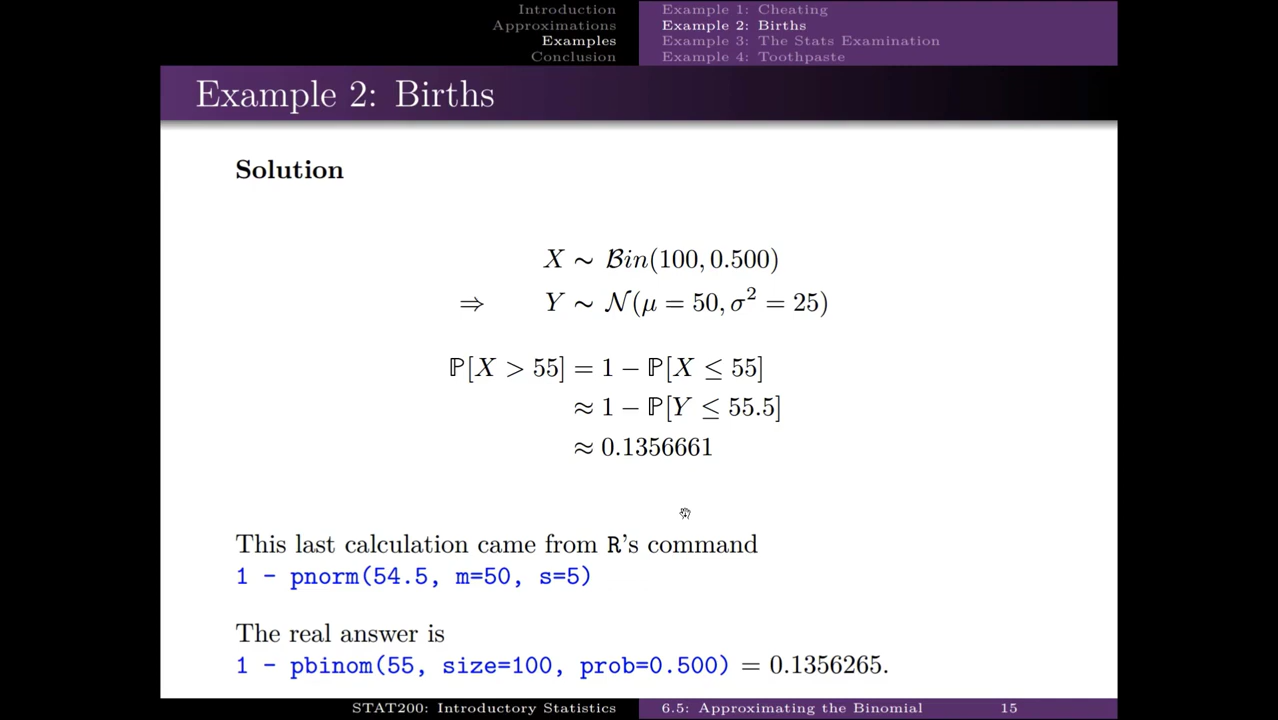 Introduction
Approximations
Examples
Conclusion
Example 1: Cheating
Example 2: Births
Example 3: The Stats Examination
Example 4: Toothpaste
Example 2: Births
Solution
X ∼ Bin(100, 0.500)
⇒ Y ∼ N(μ = 50, σ² = 25)
ℙ[X > 55] = 1 − ℙ[X ≤ 55]
≈ 1 − ℙ[Y ≤ 55.5]
≈ 0.1356661
This last calculation came from R's command
1 - pnorm(54.5, m=50, s=5)
The real answer is
1 - pbinom(55, size=100, prob=0.500) = 0.1356265.
STAT200: Introductory Statistics
6.5: Approximating the Binomial
15